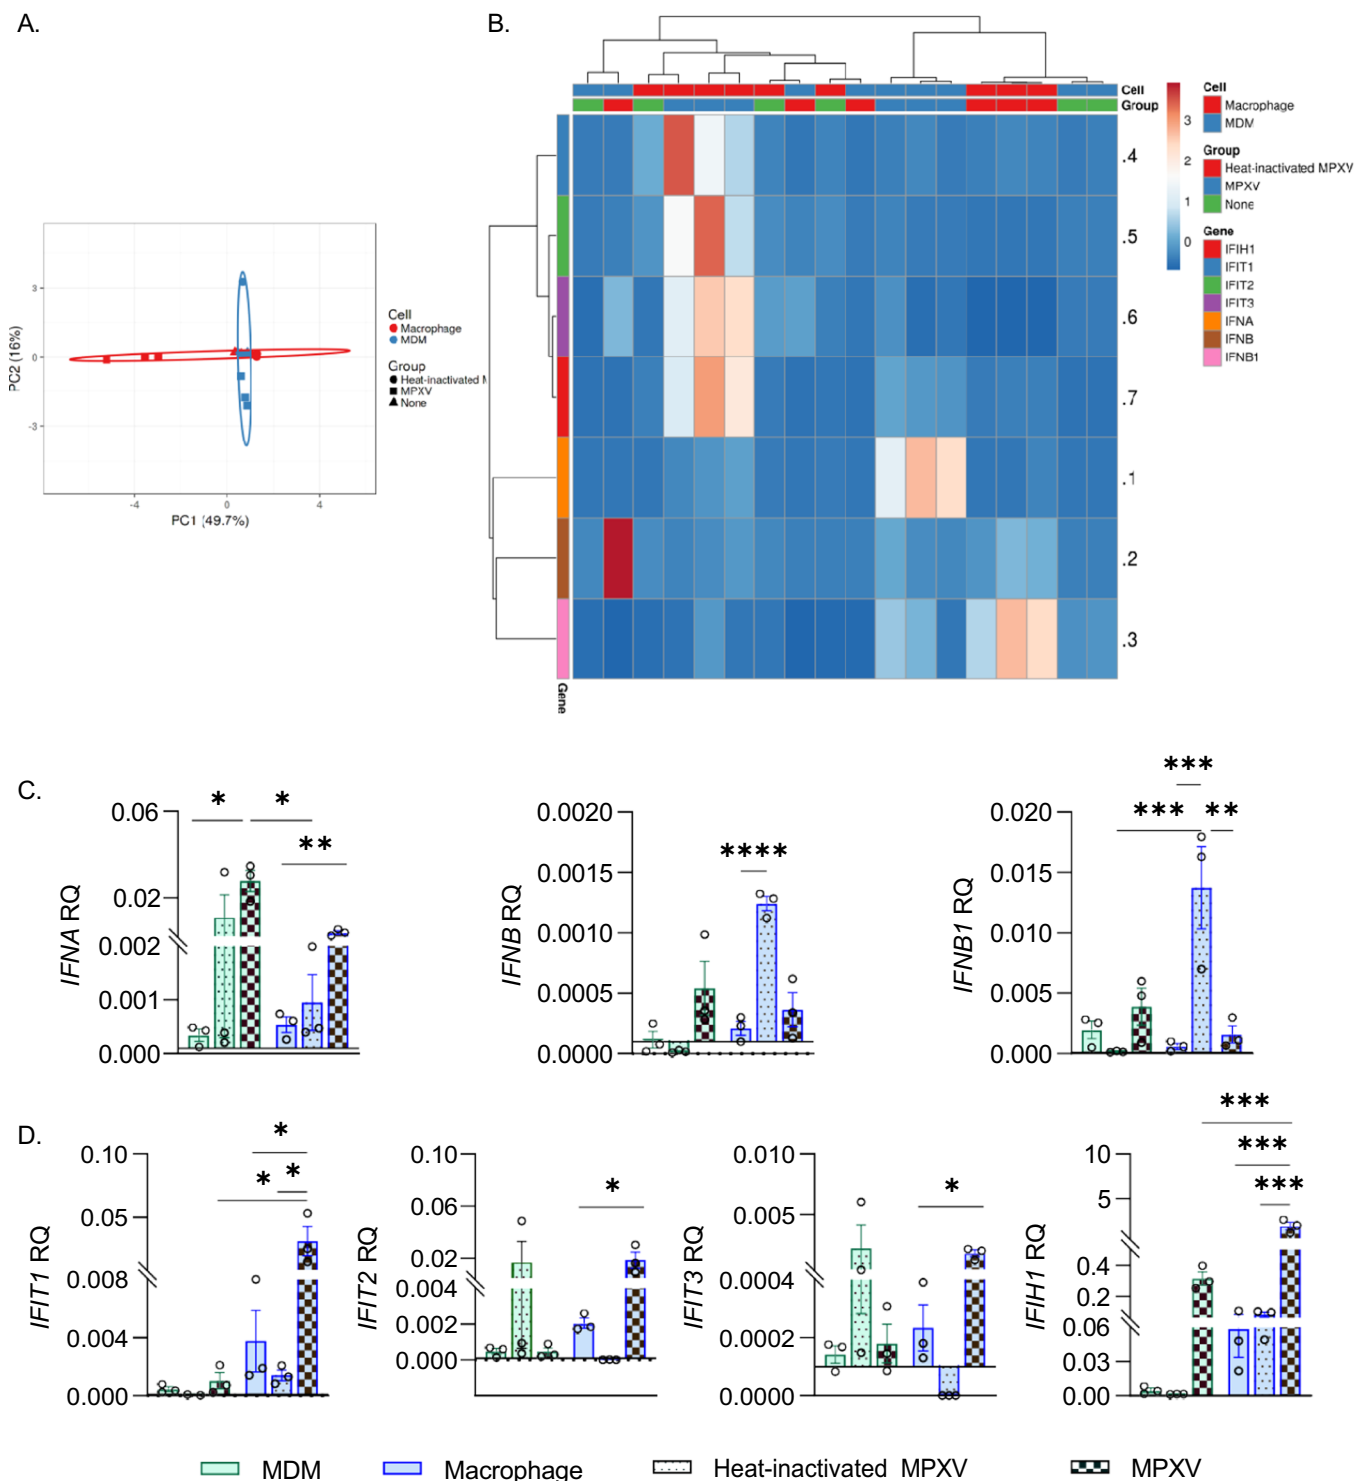 A.
B.
3
0
-3
-4
0
4
PC2 (16%)
PC1 (49.7%)
Cell
Macrophage
MDM
Group
Heat-inactivated M
MPXV
None
Cell
Group
.4
.5
.6
.7
.1
.2
.3
Gene
3
2
1
0
Cell
Macrophage
MDM
Group
Heat-inactivated MPXV
MPXV
None
Gene
IFIH1
IFIT1
IFIT2
IFIT3
IFNA
IFNB
IFNB1
C.
IFNA RQ
0.06
0.02
0.002
0.001
0.000
* * **
IFNB RQ
0.0020
0.0015
0.0010
0.0005
0.0000
****
IFNB1 RQ
0.020
0.015
0.010
0.005
0.000
***
*** **
D.
IFIT1 RQ
0.10
0.05
0.008
0.004
0.000
*
* *
IFIT2 RQ
0.10
0.06
0.02
0.004
0.002
0.000
*
IFIT3 RQ
0.010
0.005
0.0004
0.0002
0.0000
*
IFIH1 RQ
10
5
0.4
0.2
0.06
0.03
0.00
***
***
***
MDM
Macrophage
Heat-inactivated MPXV
MPXV